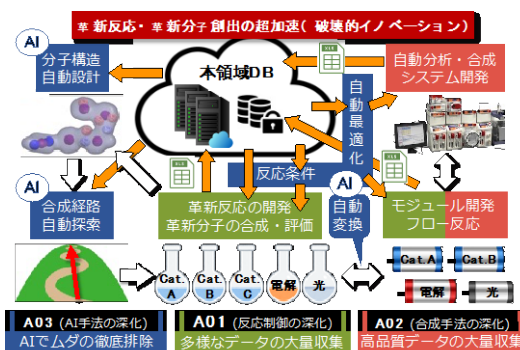 革新反応・革新分子創出の超加速(破壊的イノベーション)
AI
分子構造
自動設計
本領域DB
自動分析・合成
システム開発
自動最適化
AI
合成経路
自動探索
反応条件
革新反応の開発
革新分子の合成・評価
AI
自動
変換
モジュール開発
フロー反応
Cat.
A
Cat.
B
Cat.
C
電解
光
Cat.A
Cat.B
電解
光
A03 (AI手法の深化)
AIでムダの徹底排除
A01 (反応制御の深化)
多様なデータの大量収集
A02 (合成手法の深化)
高品質データの大量収集